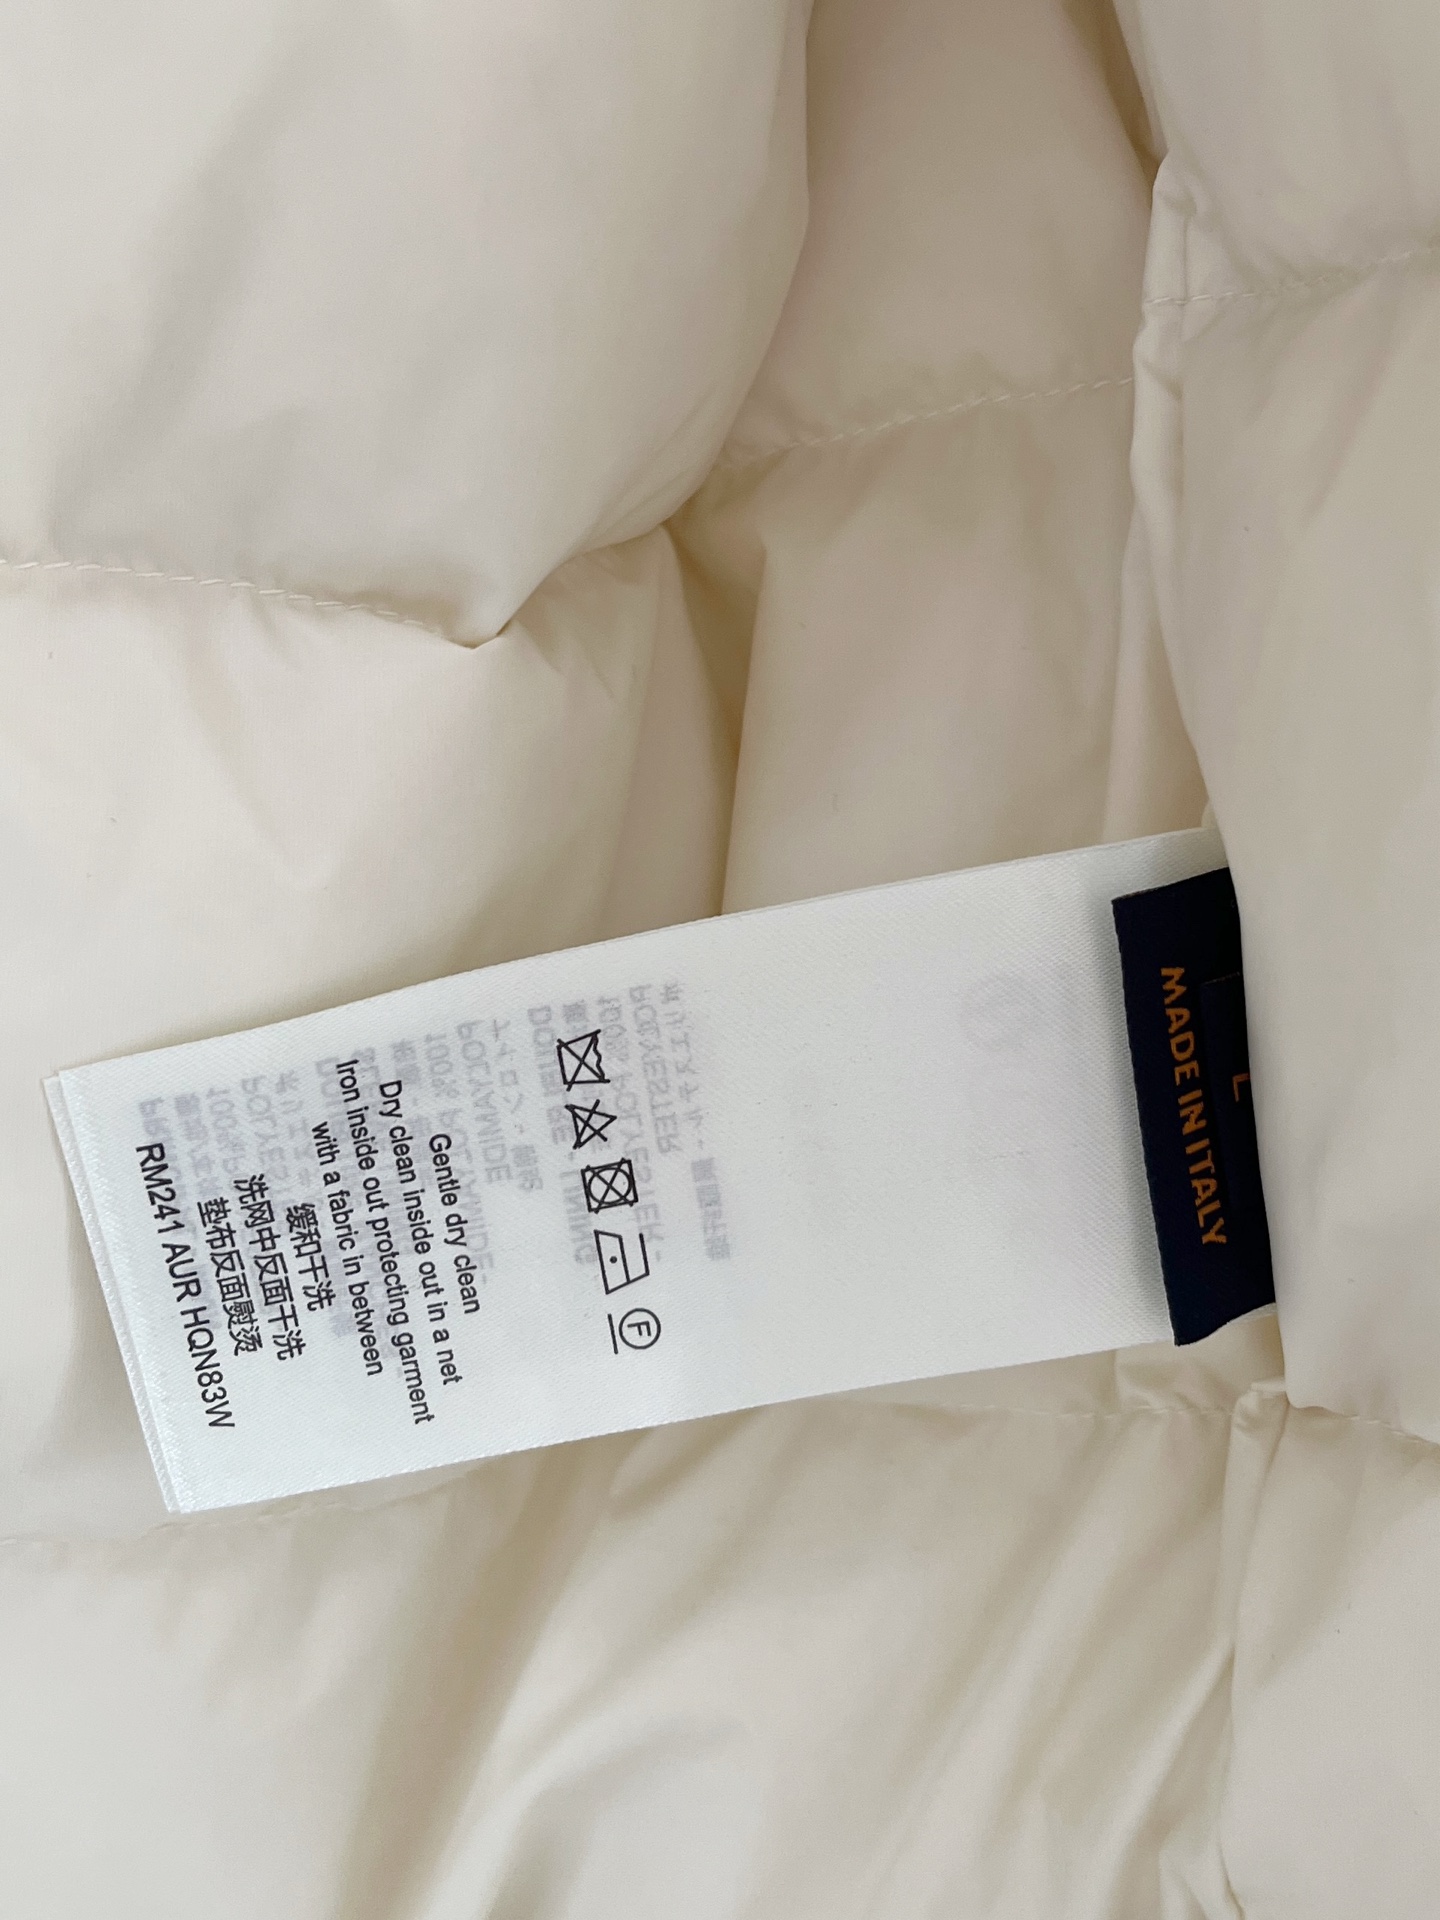 F
Gentle dry clean
Dry clean inside out in a net
Iron inside out protecting garment
with a fabric in between
缓和干洗
洗网中反面干洗
垫布反面熨烫
RM241 AUR HQN83W
L
MADE IN ITALY